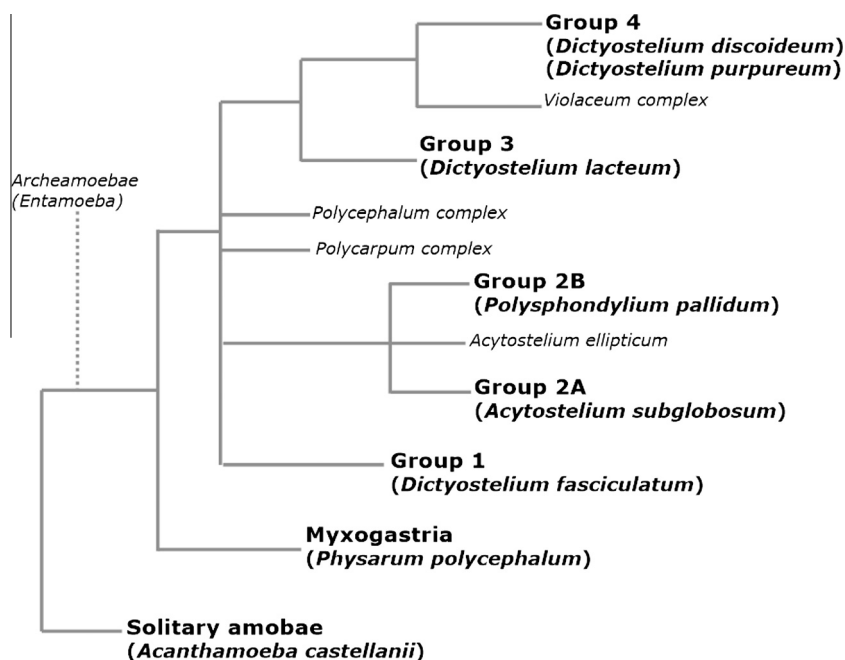 Group 4
(Dictyostelium discoideum)
(Dictyostelium purpureum)
Violaceum complex
Group 3
(Dictyostelium lacteum)
Archeamoebae
(Entamoeba)
Polycephalum complex
Polycarpum complex
Group 2B
(Polysphondylium pallidum)
Acytostelium ellipticum
Group 2A
(Acytostelium subglobosum)
Group 1
(Dictyostelium fasciculatum)
Myxogastria
(Physarum polycephalum)
Solitary amobae
(Acanthamoeba castellanii)